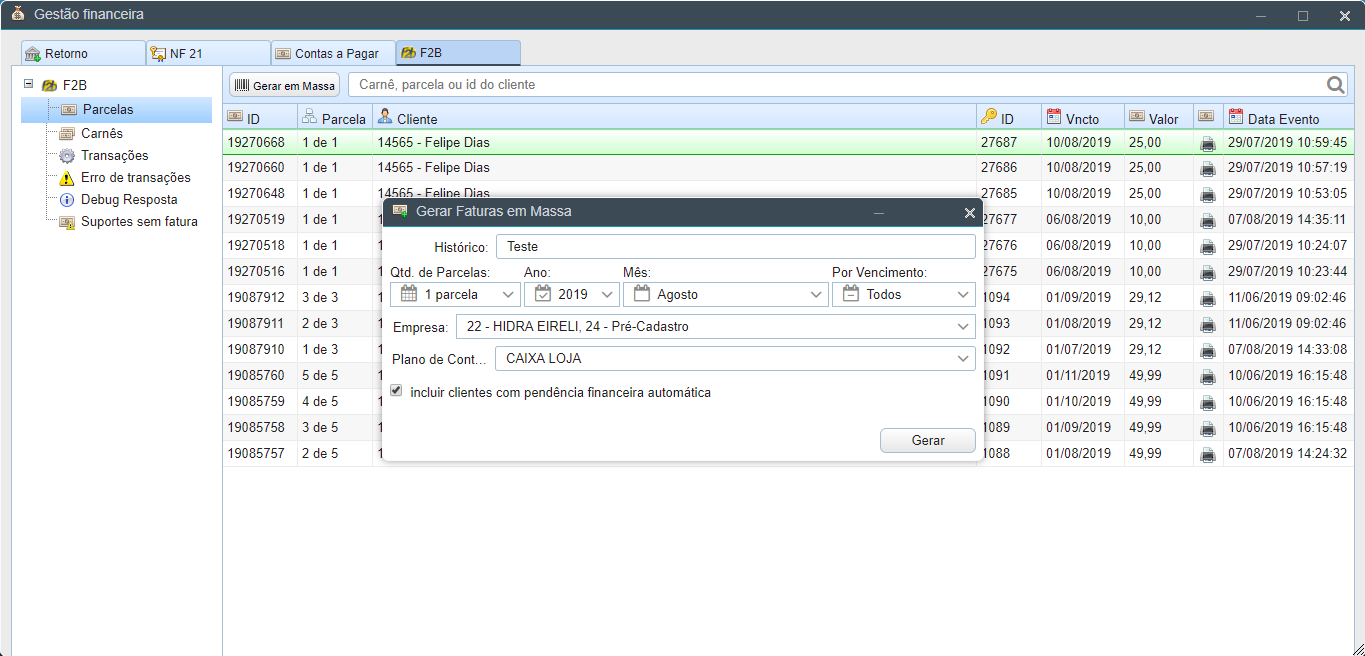 Gestão financeira
Retorno NF 21 Contas a Pagar F2B
F2B
Parcelas
Carnês
Transações
Erro de transações
Debug Resposta
Suportes sem fatura
Gerar em Massa Carnê, parcela ou id do cliente
ID Parcela Cliente ID Vncto Valor Data Evento
19270668 1 de 1 14565 - Felipe Dias 27687 10/08/2019 25,00 29/07/2019 10:59:45
19270660 1 de 1 14565 - Felipe Dias 27686 10/08/2019 25,00 29/07/2019 10:57:19
19270648 1 de 1 14565 - Felipe Dias 27685 10/08/2019 25,00 29/07/2019 10:53:05
19270519 1 de 1 27677 06/08/2019 10,00 07/08/2019 14:35:11
19270518 1 de 1 27676 06/08/2019 10,00 29/07/2019 10:24:07
19270516 1 de 1 27675 06/08/2019 10,00 29/07/2019 10:23:44
19087912 3 de 3 1094 01/09/2019 29,12 11/06/2019 09:02:46
19087911 2 de 3 1093 01/08/2019 29,12 11/06/2019 09:02:46
19087910 1 de 3 1092 01/07/2019 29,12 07/08/2019 14:33:08
19085760 5 de 5 1091 01/11/2019 49,99 10/06/2019 16:15:48
19085759 4 de 5 1090 01/10/2019 49,99 10/06/2019 16:15:48
19085758 3 de 5 1089 01/09/2019 49,99 10/06/2019 16:15:48
19085757 2 de 5 1088 01/08/2019 49,99 07/08/2019 14:24:32
Gerar Faturas em Massa
Histórico: Teste
Qtd. de Parcelas: Ano: Mês: Por Vencimento:
1 parcela 2019 Agosto Todos
Empresa: 22 - HIDRA EIRELI, 24 - Pré-Cadastro
Plano de Cont... CAIXA LOJA
incluir clientes com pendência financeira automática
Gerar